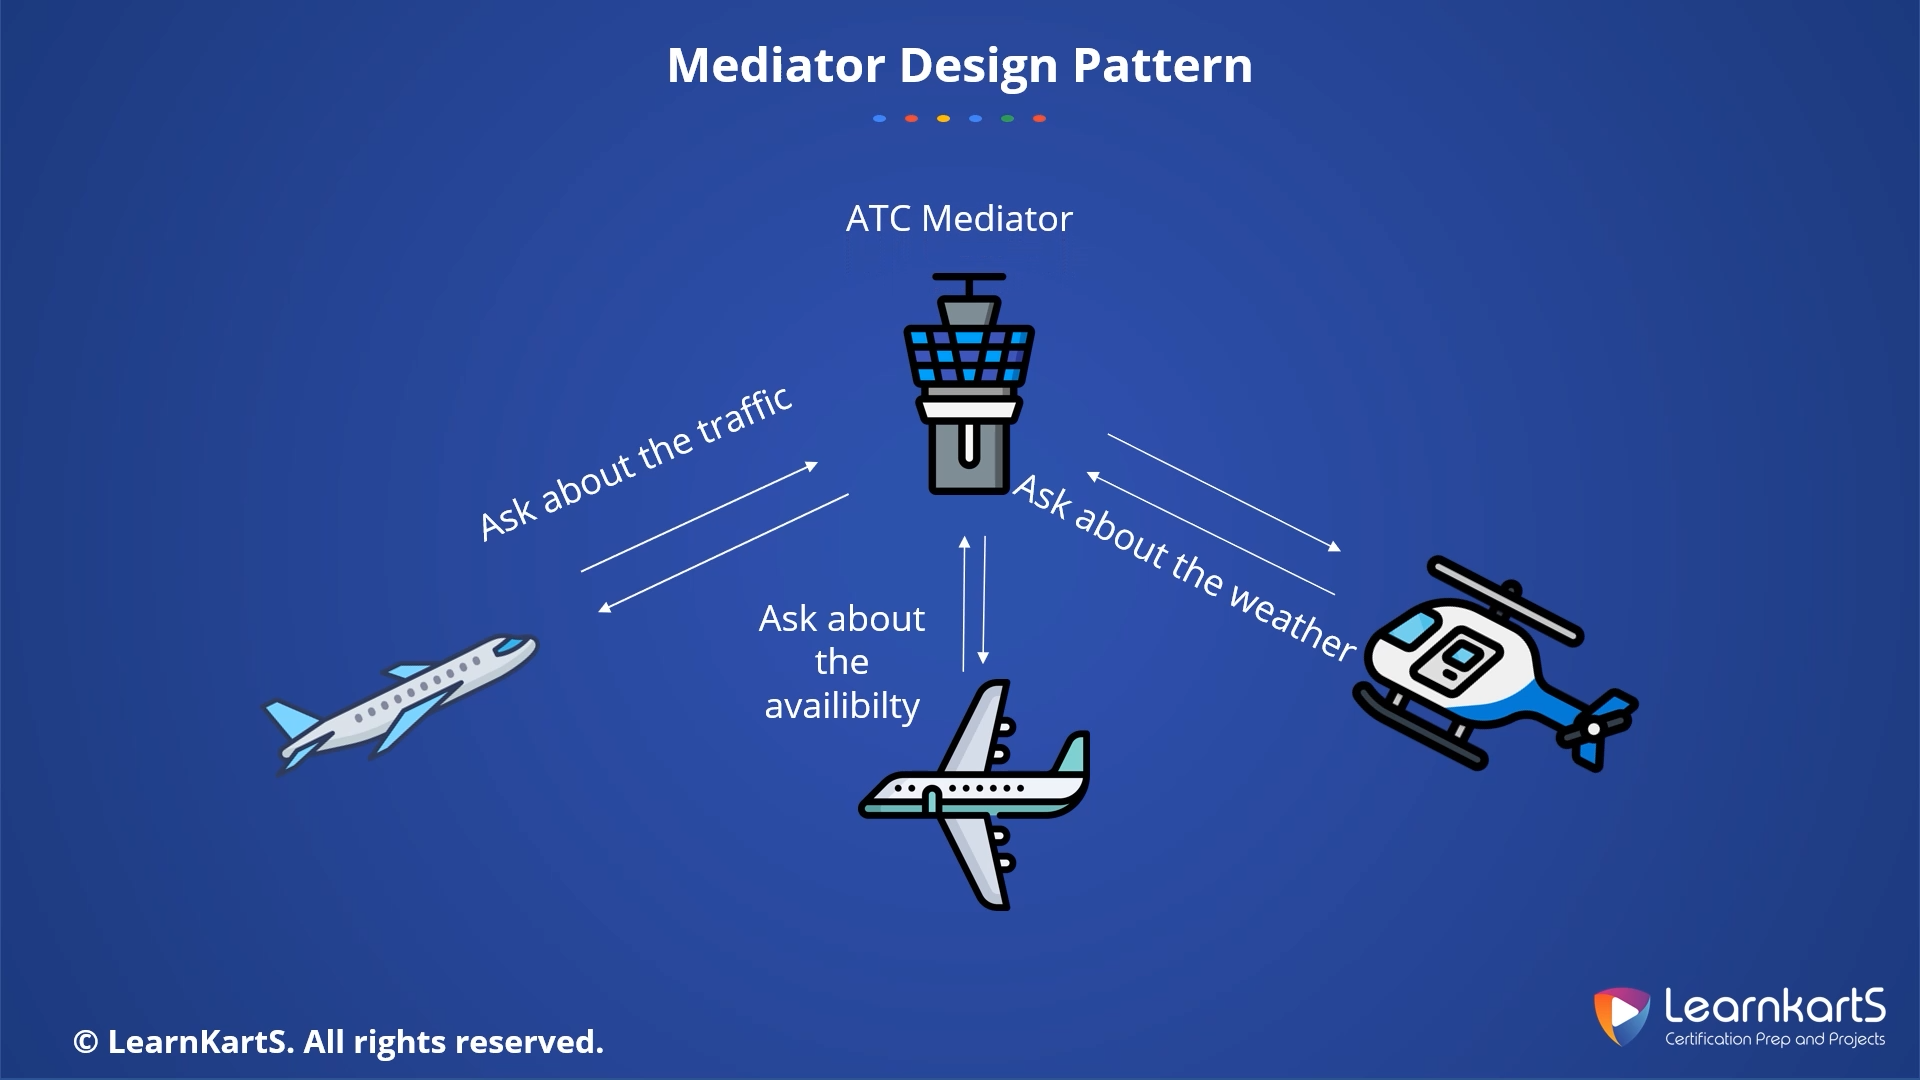 Mediator Design Pattern
ATC Mediator
Ask about the traffic
Ask about the weather
Ask about
the
availibilty
© LearnKartS. All rights reserved.
LearnkartS
Certification Prep and Projects